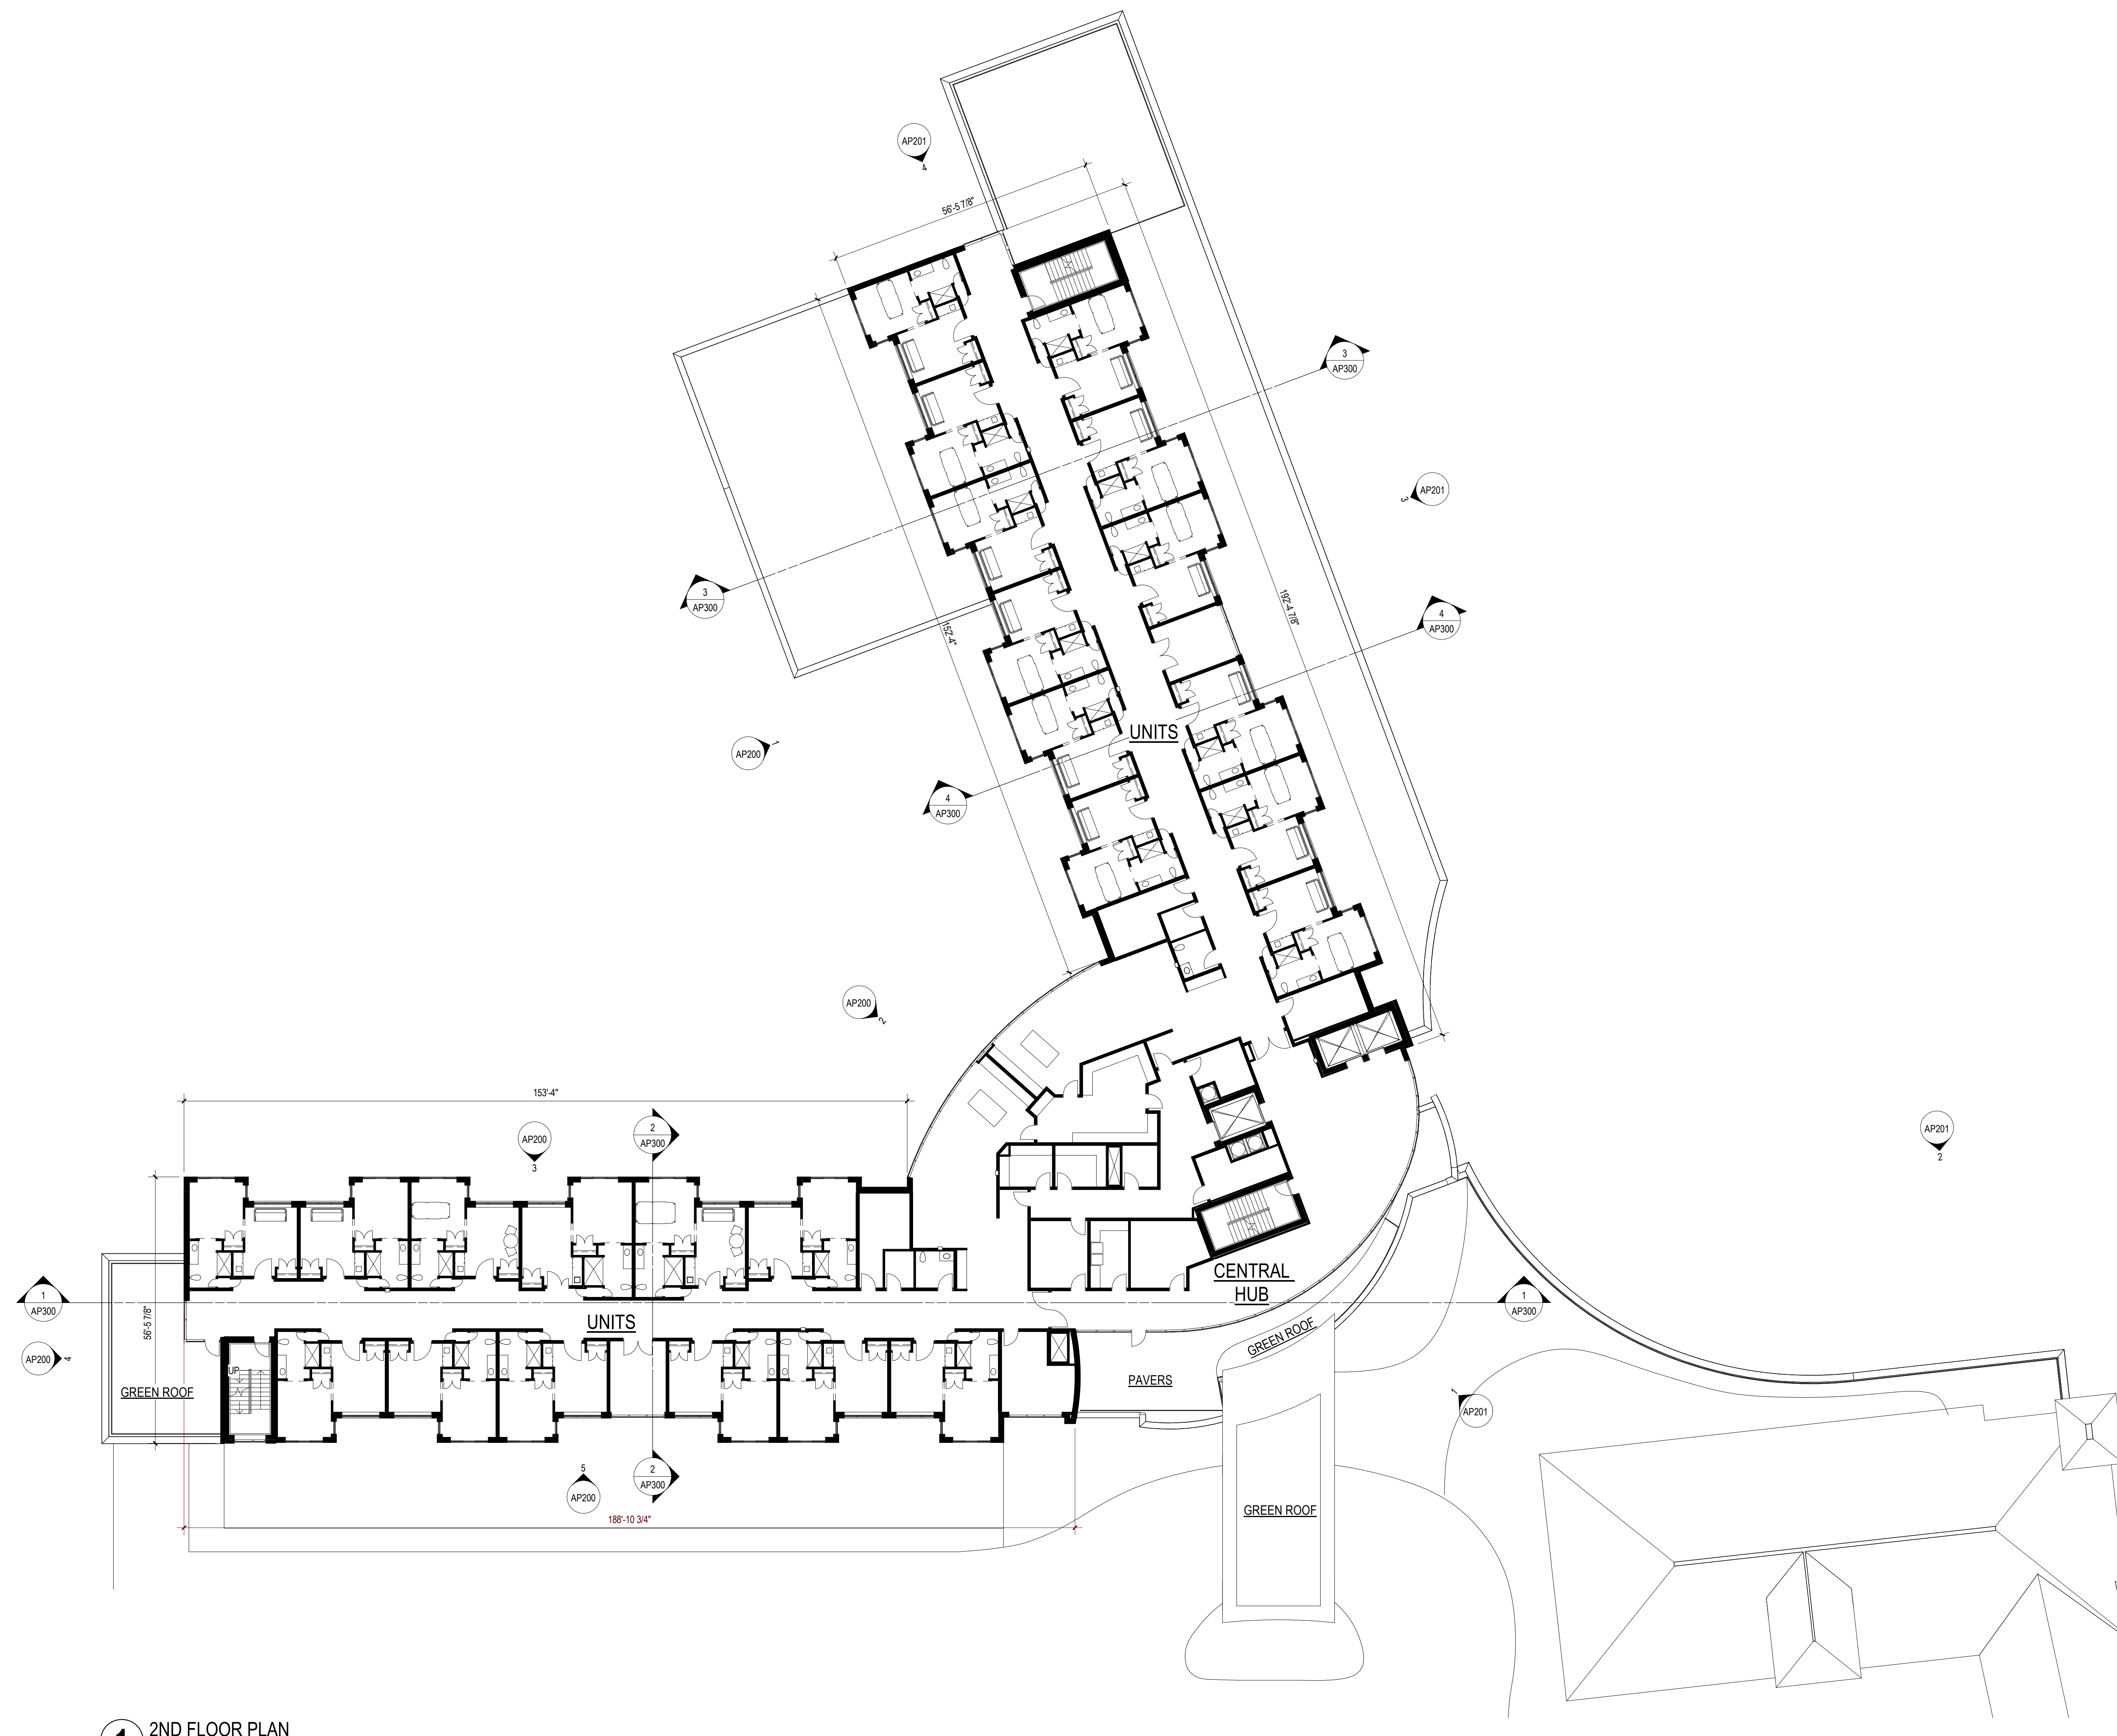 AP201
4
56'-5 7/8"
3
AP300
AP201
3
3
AP300
192'-4 7/8"
152'-4"
4
AP300
UNITS
AP200
1
4
AP300
AP200
2
153'-4"
AP200
3
2
AP300
AP201
2
CENTRAL
HUB
1
AP300
1
AP300
56'-5 7/8"
UNITS
GREEN ROOF
AP200
4
UP
GREEN ROOF
PAVERS
1
AP201
5
AP200
2
AP300
GREEN ROOF
188'-10 3/4"
1
2ND FLOOR PLAN